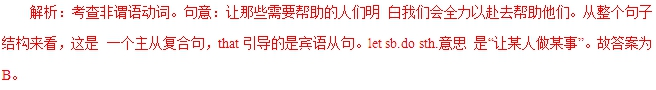 解析：考查非谓语动词。句意：让那些需要帮助的人们明 白我们会全力以赴去帮助他们。从整个句子
结构来看，这是 一个主从复合句，that 引导的是宾语从句。let sb.do sth.意思 是“让某人做某事”。故答案为
B。